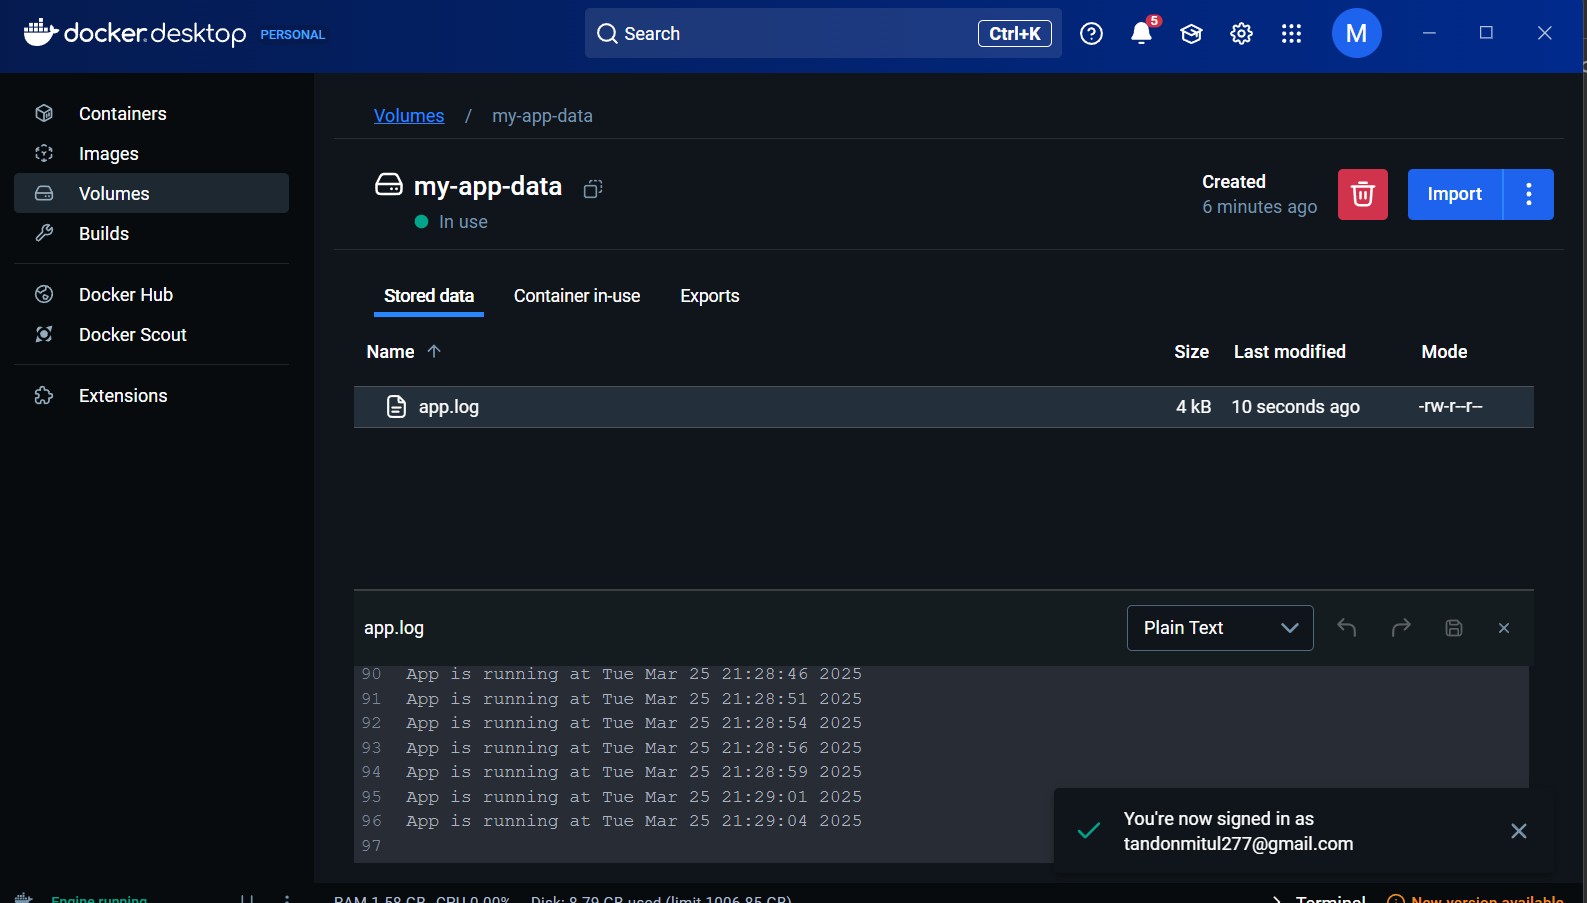 docker.desktop PERSONAL
Search Ctrl+K
5
M
Containers
Images
Volumes
Builds
Docker Hub
Docker Scout
Extensions
Volumes / my-app-data
my-app-data
In use
Created
6 minutes ago
Import
Stored data Container in-use Exports
Name Size Last modified Mode
app.log 4 kB 10 seconds ago -rw-r--r--
app.log Plain Text
90 App is running at Tue Mar 25 21:28:46 2025
91 App is running at Tue Mar 25 21:28:51 2025
92 App is running at Tue Mar 25 21:28:54 2025
93 App is running at Tue Mar 25 21:28:56 2025
94 App is running at Tue Mar 25 21:28:59 2025
95 App is running at Tue Mar 25 21:29:01 2025
96 App is running at Tue Mar 25 21:29:04 2025
97
You're now signed in as
tandonmitul277@gmail.com
Engine running RAM 1.58 GB CPU 0.00% Disk: 8.79 GB used (limit 1006.85 GB) Terminal New version available